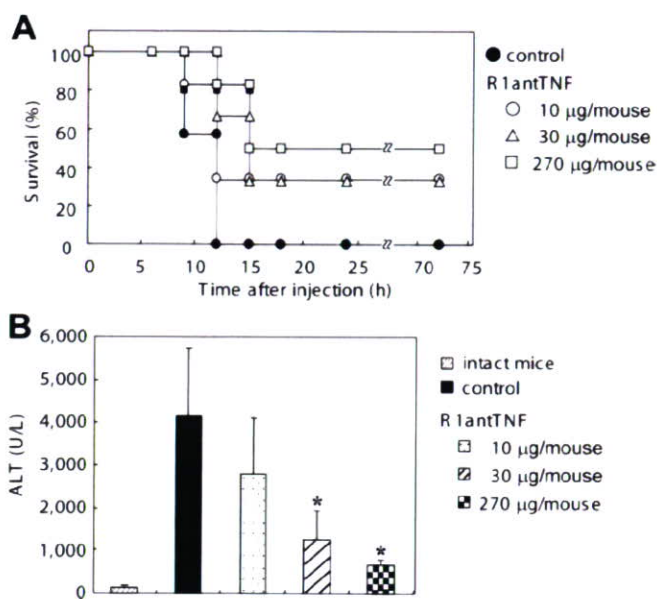 A
100
80
60
40
20
0
Survival (%)
0 5 10 15 20 25 70 75
Time after injection (h)
control
R1antTNF
10 μg/mouse
30 μg/mouse
270 μg/mouse
B
6,000
5,000
4,000
3,000
2,000
1,000
0
ALT (U/L)
* *
intact mice
control
R1antTNF
10 μg/mouse
30 μg/mouse
270 μg/mouse